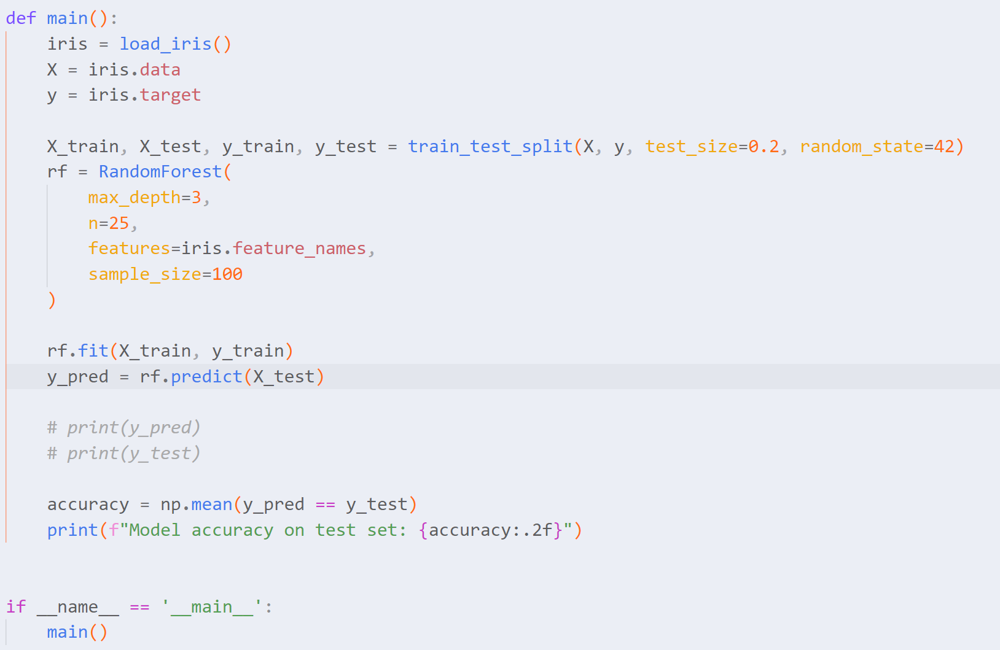 def main():
    iris = load_iris()
    X = iris.data
    y = iris.target

    X_train, X_test, y_train, y_test = train_test_split(X, y, test_size=0.2, random_state=42)
    rf = RandomForest(
        max_depth=3,
        n=25,
        features=iris.feature_names,
        sample_size=100
    )

    rf.fit(X_train, y_train)
    y_pred = rf.predict(X_test)

    # print(y_pred)
    # print(y_test)

    accuracy = np.mean(y_pred == y_test)
    print(f"Model accuracy on test set: {accuracy:.2f}")


if __name__ == '__main__':
    main()